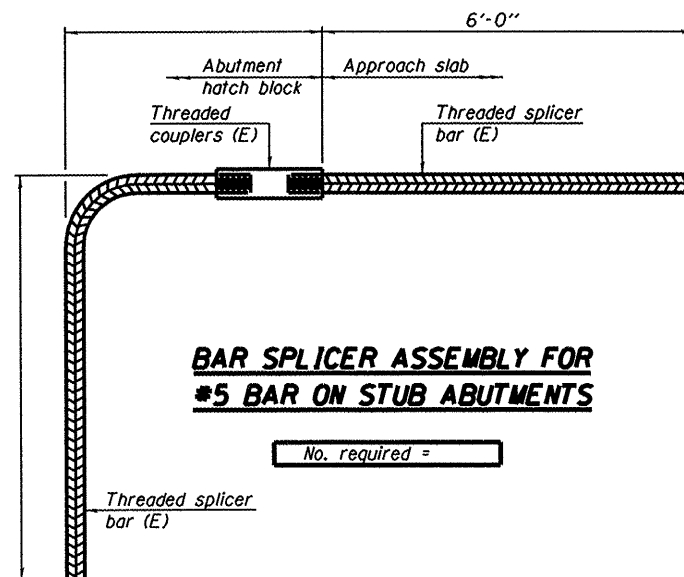 6'-0"
Abutment
hatch block
Approach slab
Threaded
couplers (E)
Threaded splicer
bar (E)
BAR SPLICER ASSEMBLY FOR
#5 BAR ON STUB ABUTMENTS
No. required =
Threaded splicer
bar (E)